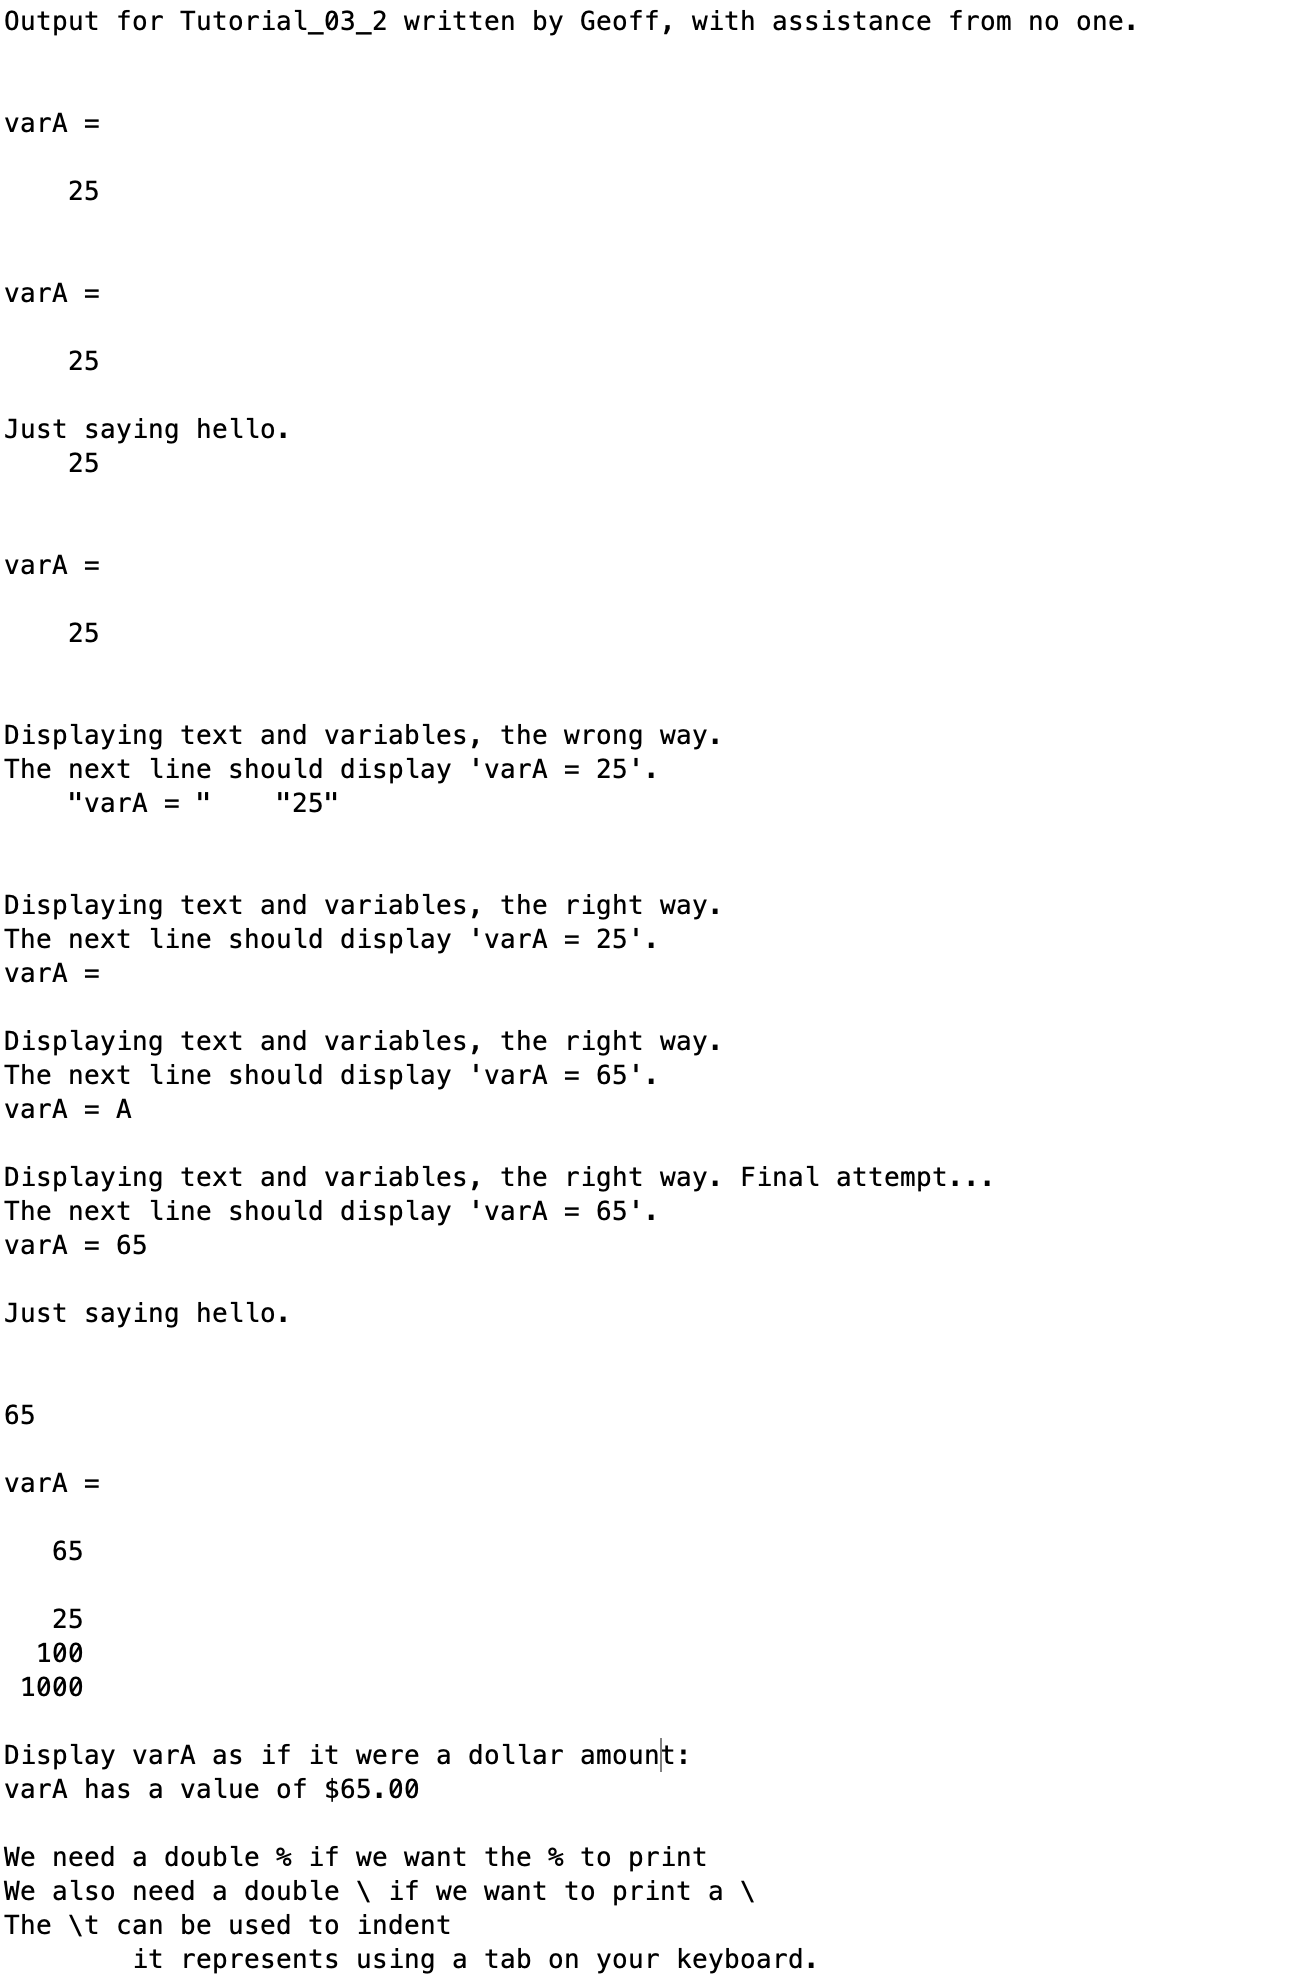 Output for Tutorial_03_2 written by Geoff, with assistance from no one.
varA =
25
varA =
25
Just saying hello.
25
varA =
25
Displaying text and variables, the wrong way.
The next line should display 'varA = 25'.
"varA = "    "25"
Displaying text and variables, the right way.
The next line should display 'varA = 25'.
varA =
Displaying text and variables, the right way.
The next line should display 'varA = 65'.
varA = A
Displaying text and variables, the right way. Final attempt...
The next line should display 'varA = 65'.
varA = 65
Just saying hello.
65
varA =
65
25
100
1000
Display varA as if it were a dollar amount:
varA has a value of $65.00
We need a double % if we want the % to print
We also need a double \ if we want to print a \
The \t can be used to indent
it represents using a tab on your keyboard.